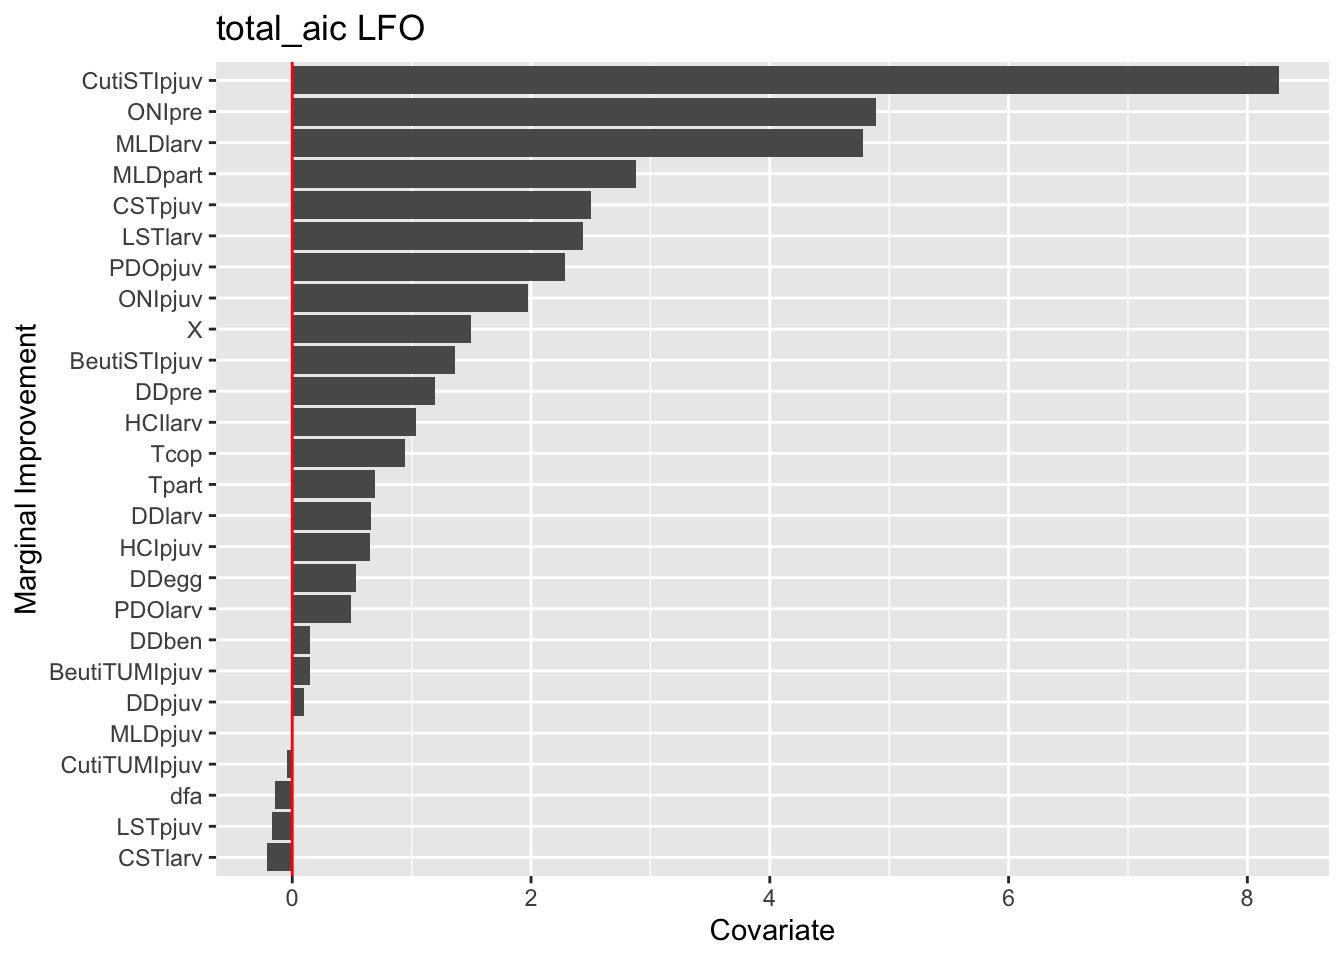 total_aic LFO
CutiSTIpjuv
ONIpre
MLDlarv
MLDpart
CSTpjuv
LSTlarv
PDOpjuv
ONIpjuv
X
BeutiSTIpjuv
DDpre
HCIlarv
Tcop
Tpart
DDlarv
HCIpjuv
DDegg
PDOlarv
DDben
BeutiTUMIpjuv
DDpjuv
MLDpjuv
CutiTUMIpjuv
dfa
LSTpjuv
CSTlarv
Marginal Improvement
0 2 4 6 8
Covariate